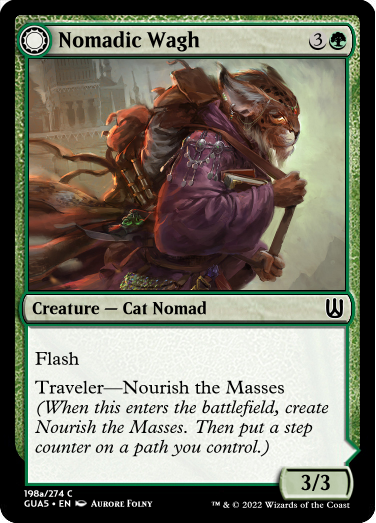 Nomadic Wagh 3
Creature — Cat Nomad
Flash
Traveler—Nourish the Masses
(When this enters the battlefield, create
Nourish the Masses. Then put a step
counter on a path you control.)
3/3
198a/274 C
GUA5 • EN Aurore Folny
™ & © 2022 Wizards of the Coast